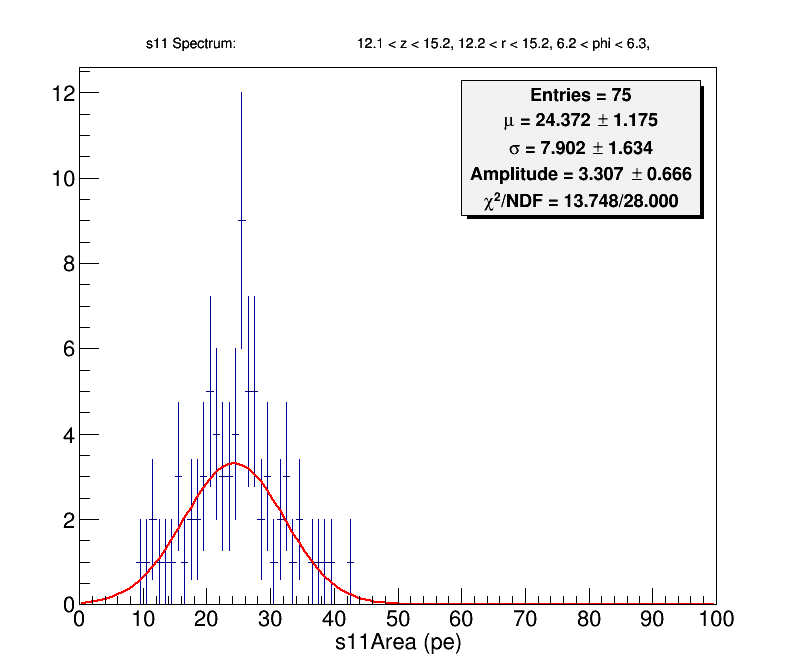 s11 Spectrum: 12.1 < z < 15.2, 12.2 < r < 15.2, 6.2 < phi < 6.3,
Entries = 75
μ = 24.372 ± 1.175
σ = 7.902 ± 1.634
Amplitude = 3.307 ± 0.666
χ²/NDF = 13.748/28.000
12
10
8
6
4
2
0
0 10 20 30 40 50 60 70 80 90 100
s11Area (pe)